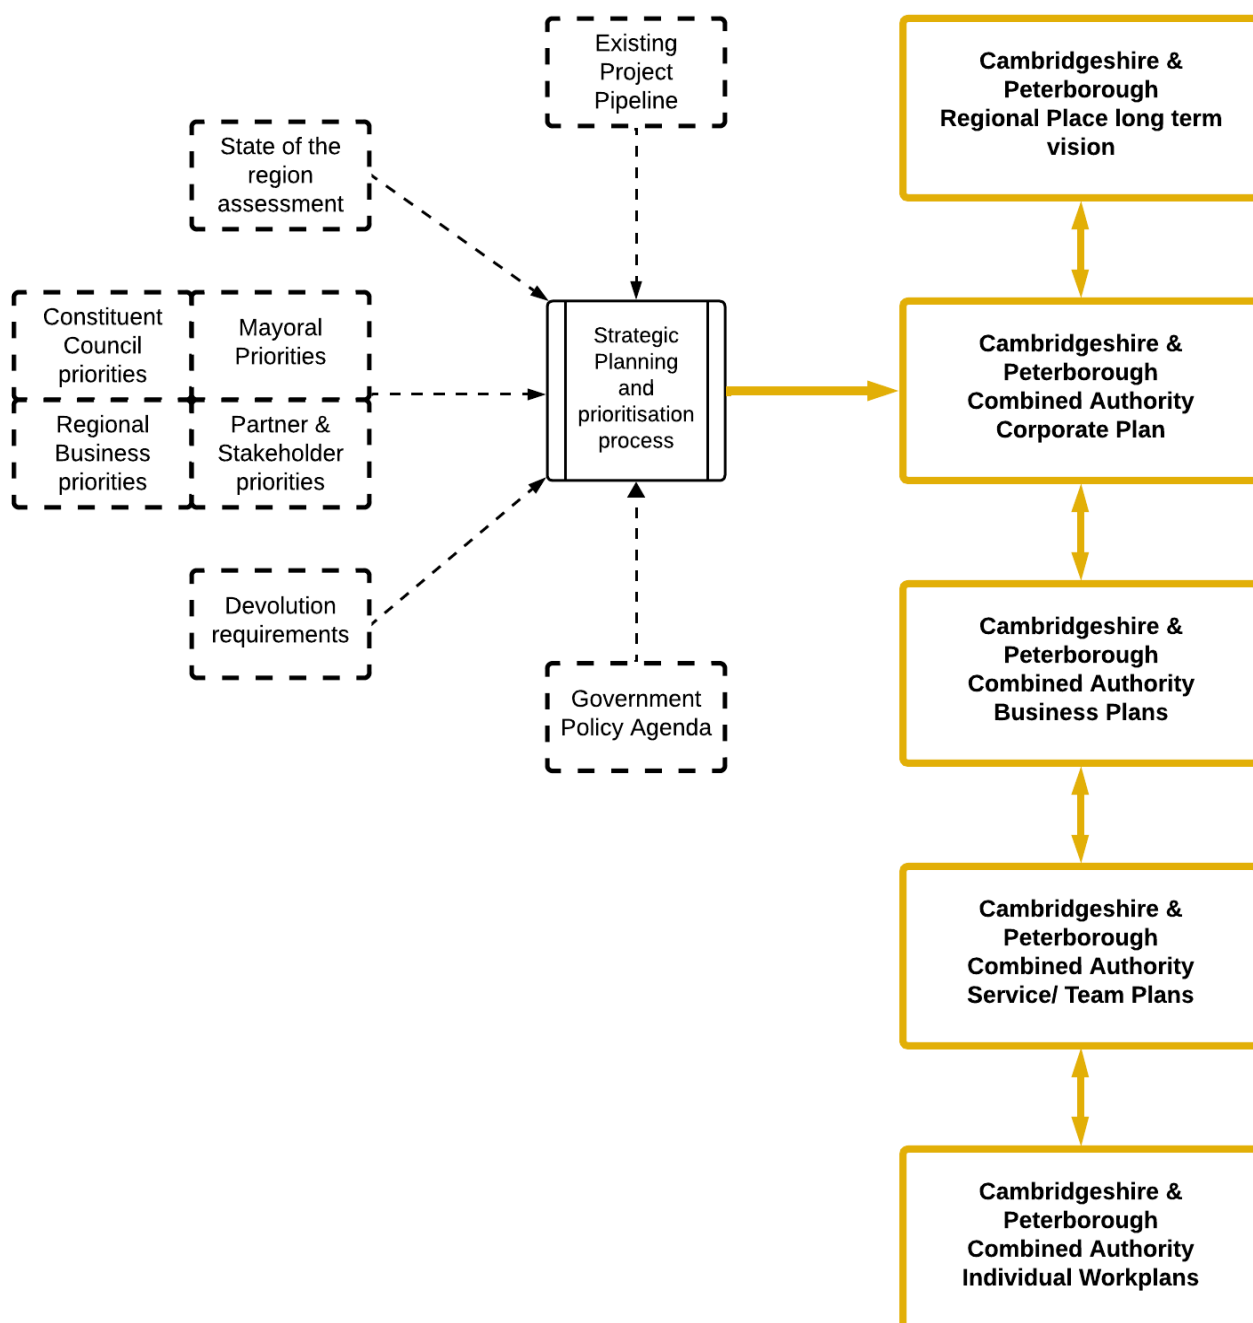 Existing
Project
Pipeline
Cambridgeshire &
Peterborough
Regional Place long term
vision
State of the
region
assessment
Constituent
Council
priorities
Mayoral
Priorities
Regional
Business
priorities
Partner &
Stakeholder
priorities
Strategic
Planning
and
prioritisation
process
Cambridgeshire &
Peterborough
Combined Authority
Corporate Plan
Devolution
requirements
Government
Policy Agenda
Cambridgeshire &
Peterborough
Combined Authority
Business Plans
Cambridgeshire &
Peterborough
Combined Authority
Service/ Team Plans
Cambridgeshire &
Peterborough
Combined Authority
Individual Workplans